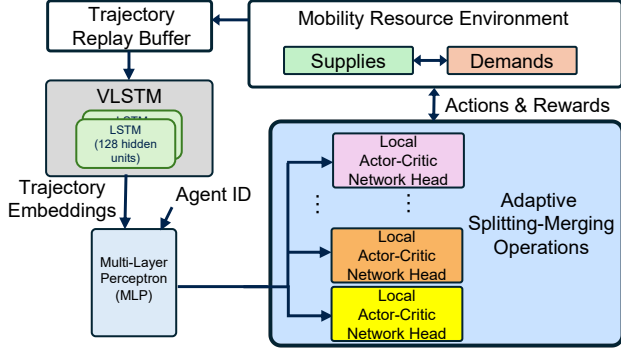 Trajectory
Replay Buffer
Mobility Resource Environment
Supplies
Demands
VLSTM
LSTM
LSTM
(128 hidden
units)
Actions & Rewards
Trajectory
Embeddings
Agent ID
Multi-Layer
Perceptron
(MLP)
Local
Actor-Critic
Network Head
Local
Actor-Critic
Network Head
Local
Actor-Critic
Network Head
Adaptive
Splitting-Merging
Operations